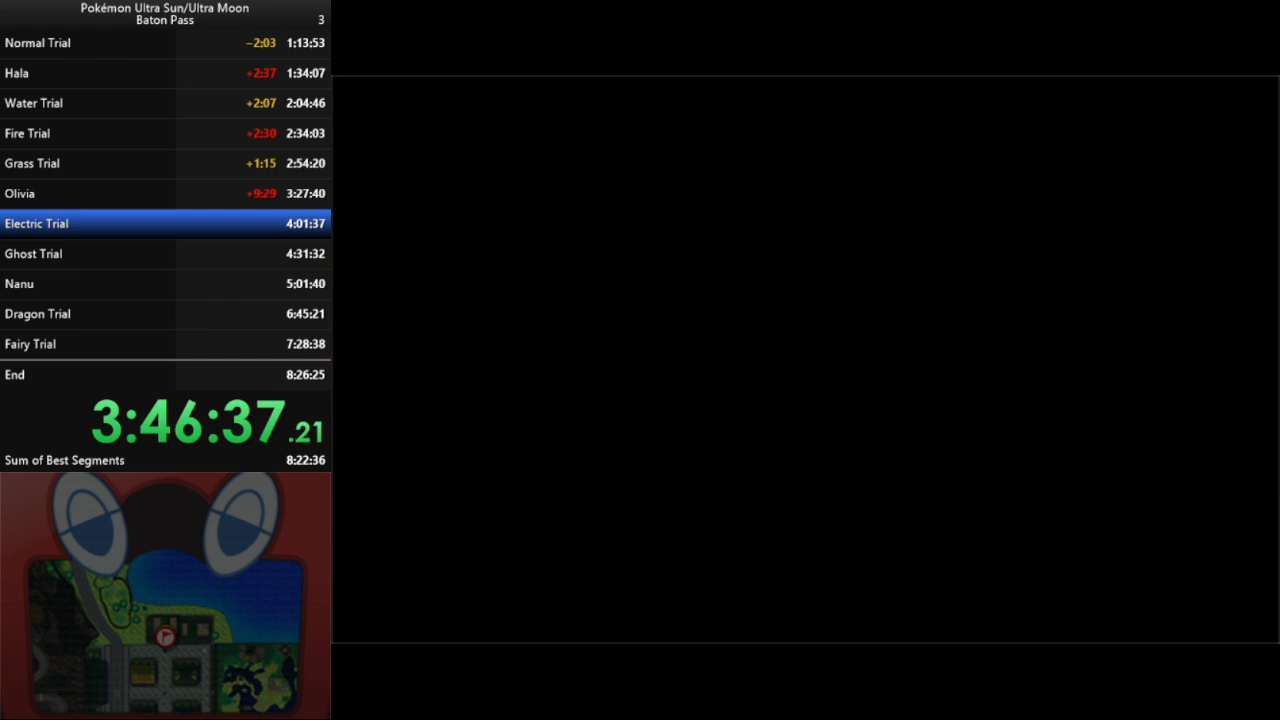 Pokémon Ultra Sun/Ultra Moon
Baton Pass 3
Normal Trial −2:03 1:13:53
Hala +2:37 1:34:07
Water Trial +2:07 2:04:46
Fire Trial +2:30 2:34:03
Grass Trial +1:15 2:54:20
Olivia +9:29 3:27:40
Electric Trial 4:01:37
Ghost Trial 4:31:32
Nanu 5:01:40
Dragon Trial 6:45:21
Fairy Trial 7:28:38
End 8:26:25
3:46:37.21
Sum of Best Segments 8:22:36